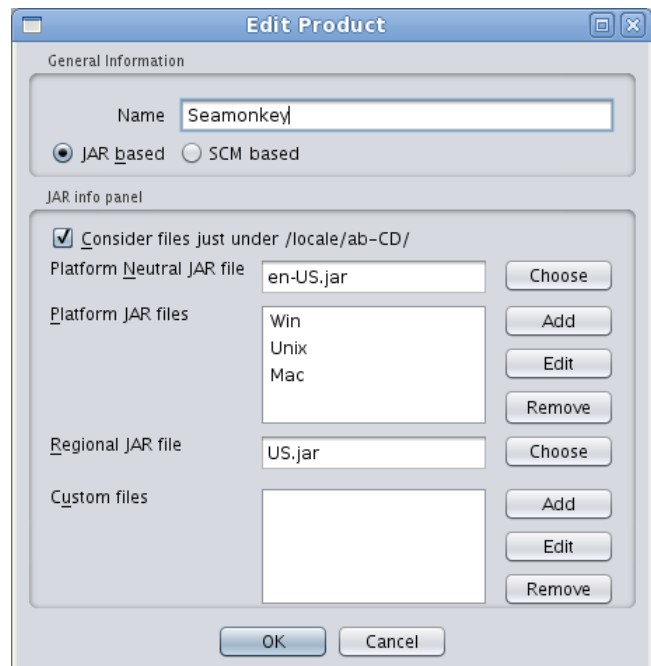 Edit Product
General Information
Name Seamonkey
JAR based SCM based
JAR info panel
Consider files just under /locale/ab-CD/
Platform Neutral JAR file en-US.jar Choose
Platform JAR files Win Add
Unix
Mac Edit
Remove
Regional JAR file US.jar Choose
Custom files Add
Edit
Remove
OK Cancel